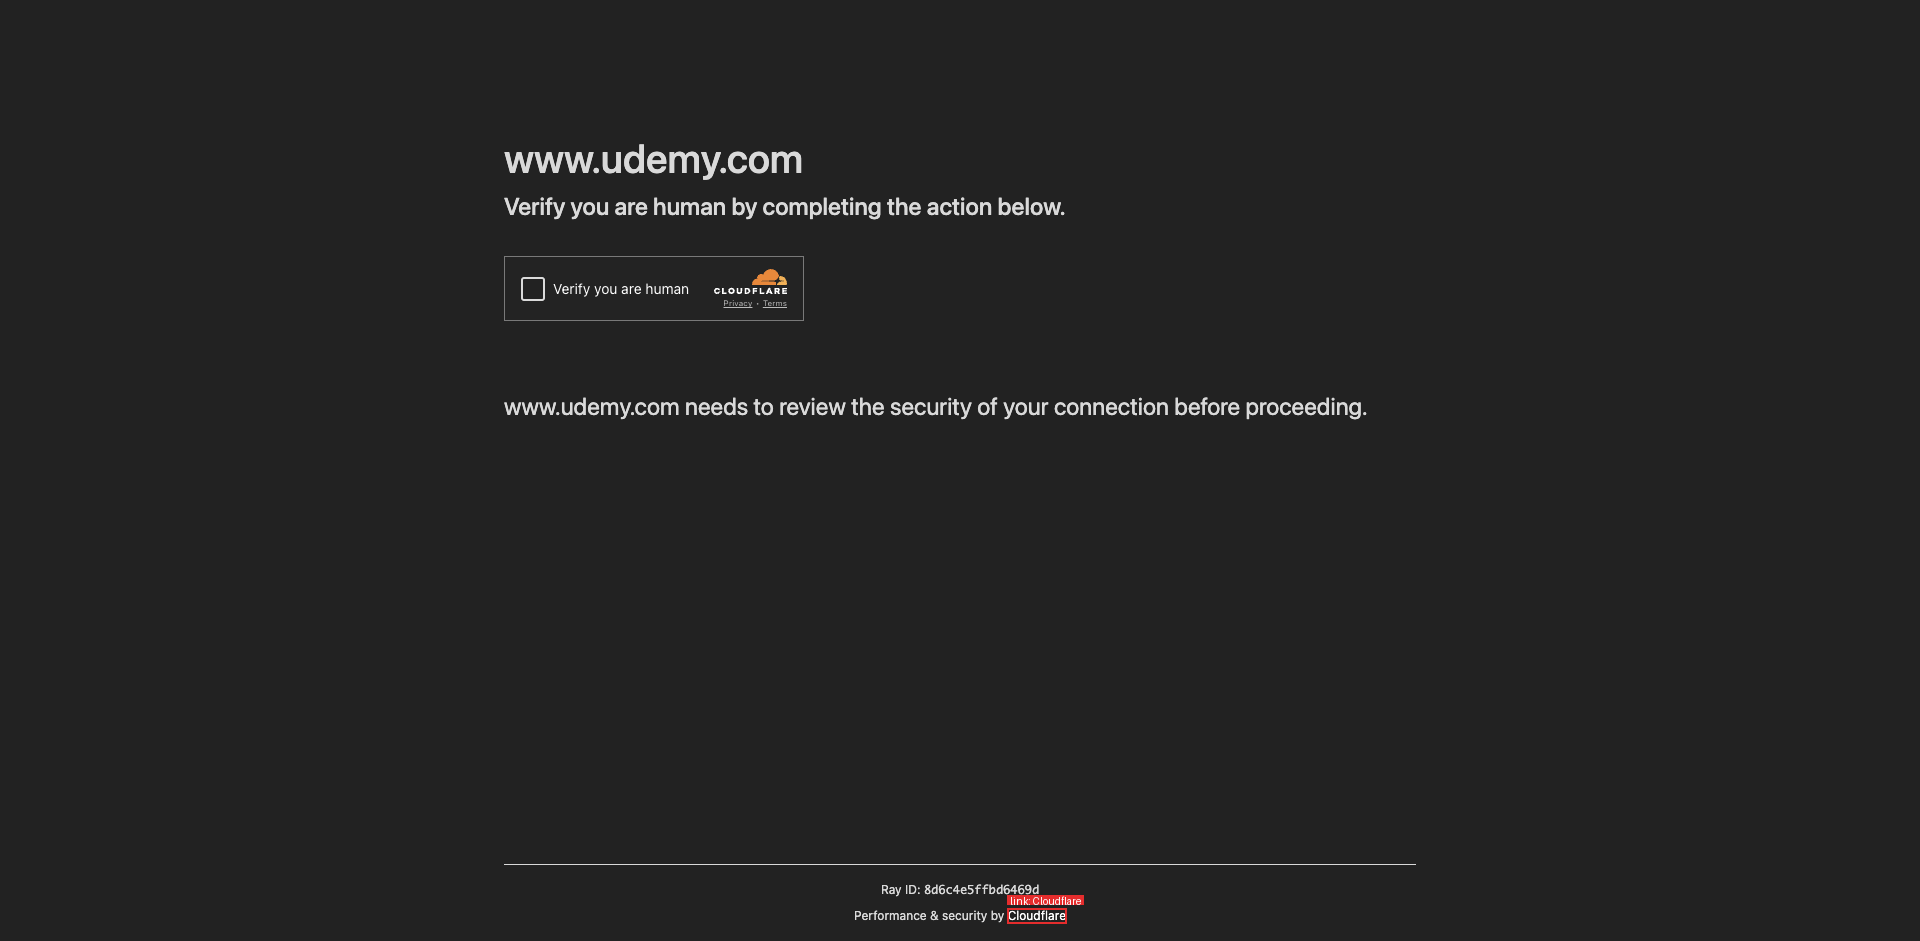 www.udemy.com
Verify you are human by completing the action below.
Verify you are human
CLOUDFLARE
Privacy • Terms
www.udemy.com needs to review the security of your connection before proceeding.
Ray ID: 8d6c4e5ffbd6469d
link: Cloudflare
Performance & security by Cloudflare